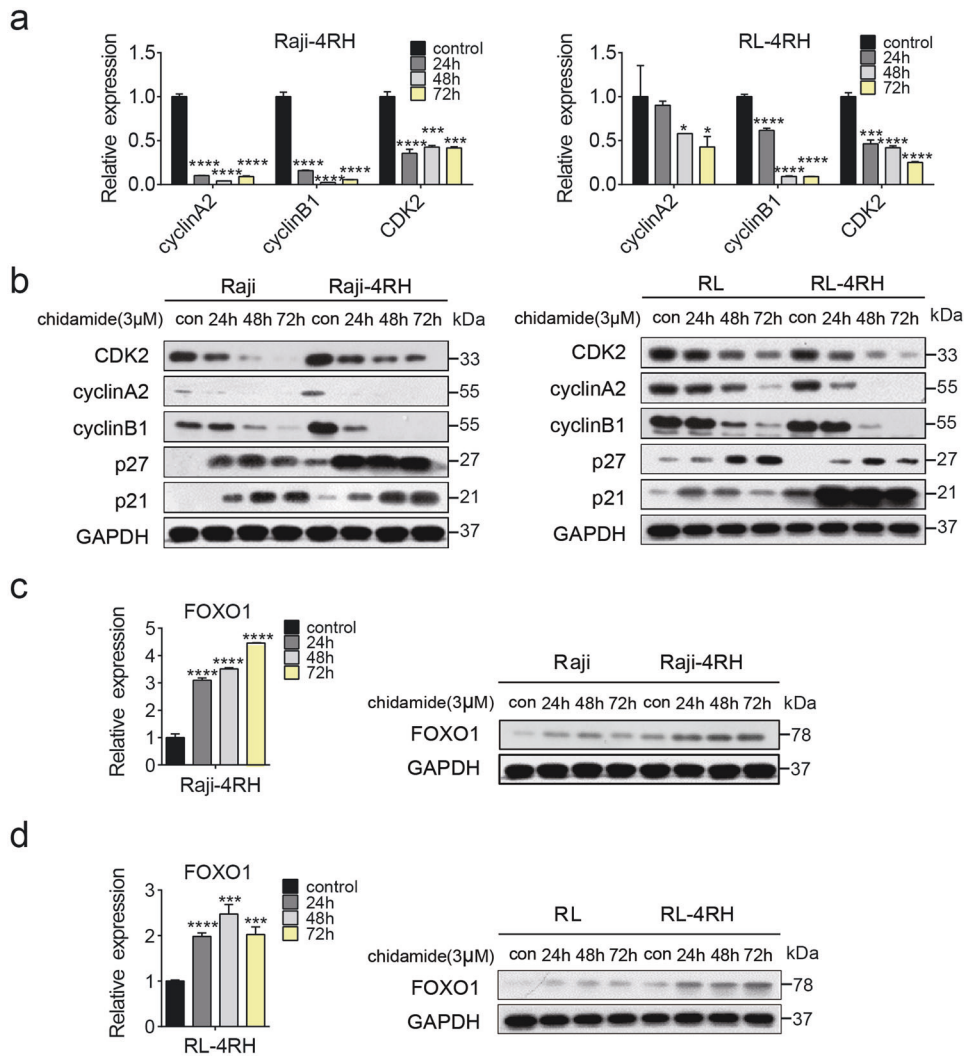 a
Raji-4RH
Relative expression
1.0
0.5
0.0
control
24h
48h
72h
**** **** ****
**** **** ****
**** *** ***
cyclinA2
cyclinB1
CDK2
RL-4RH
Relative expression
1.0
0.5
0.0
control
24h
48h
72h
* *
**** **** ****
*** **** ****
cyclinA2
cyclinB1
CDK2
b
Raji Raji-4RH
chidamide(3μM) con 24h 48h 72h con 24h 48h 72h kDa
CDK2 33
cyclinA2 55
cyclinB1 55
p27 27
p21 21
GAPDH 37
RL RL-4RH
chidamide(3μM) con 24h 48h 72h con 24h 48h 72h kDa
CDK2 33
cyclinA2 55
cyclinB1 55
p27 27
p21 21
GAPDH 37
c
FOXO1
Relative expression
5
4
3
2
1
0
**** **** ****
control
24h
48h
72h
Raji-4RH
Raji Raji-4RH
chidamide(3μM) con 24h 48h 72h con 24h 48h 72h kDa
FOXO1 78
GAPDH 37
d
FOXO1
Relative expression
3
2
1
0
**** *** ***
control
24h
48h
72h
RL-4RH
RL RL-4RH
chidamide(3μM) con 24h 48h 72h con 24h 48h 72h kDa
FOXO1 78
GAPDH 37